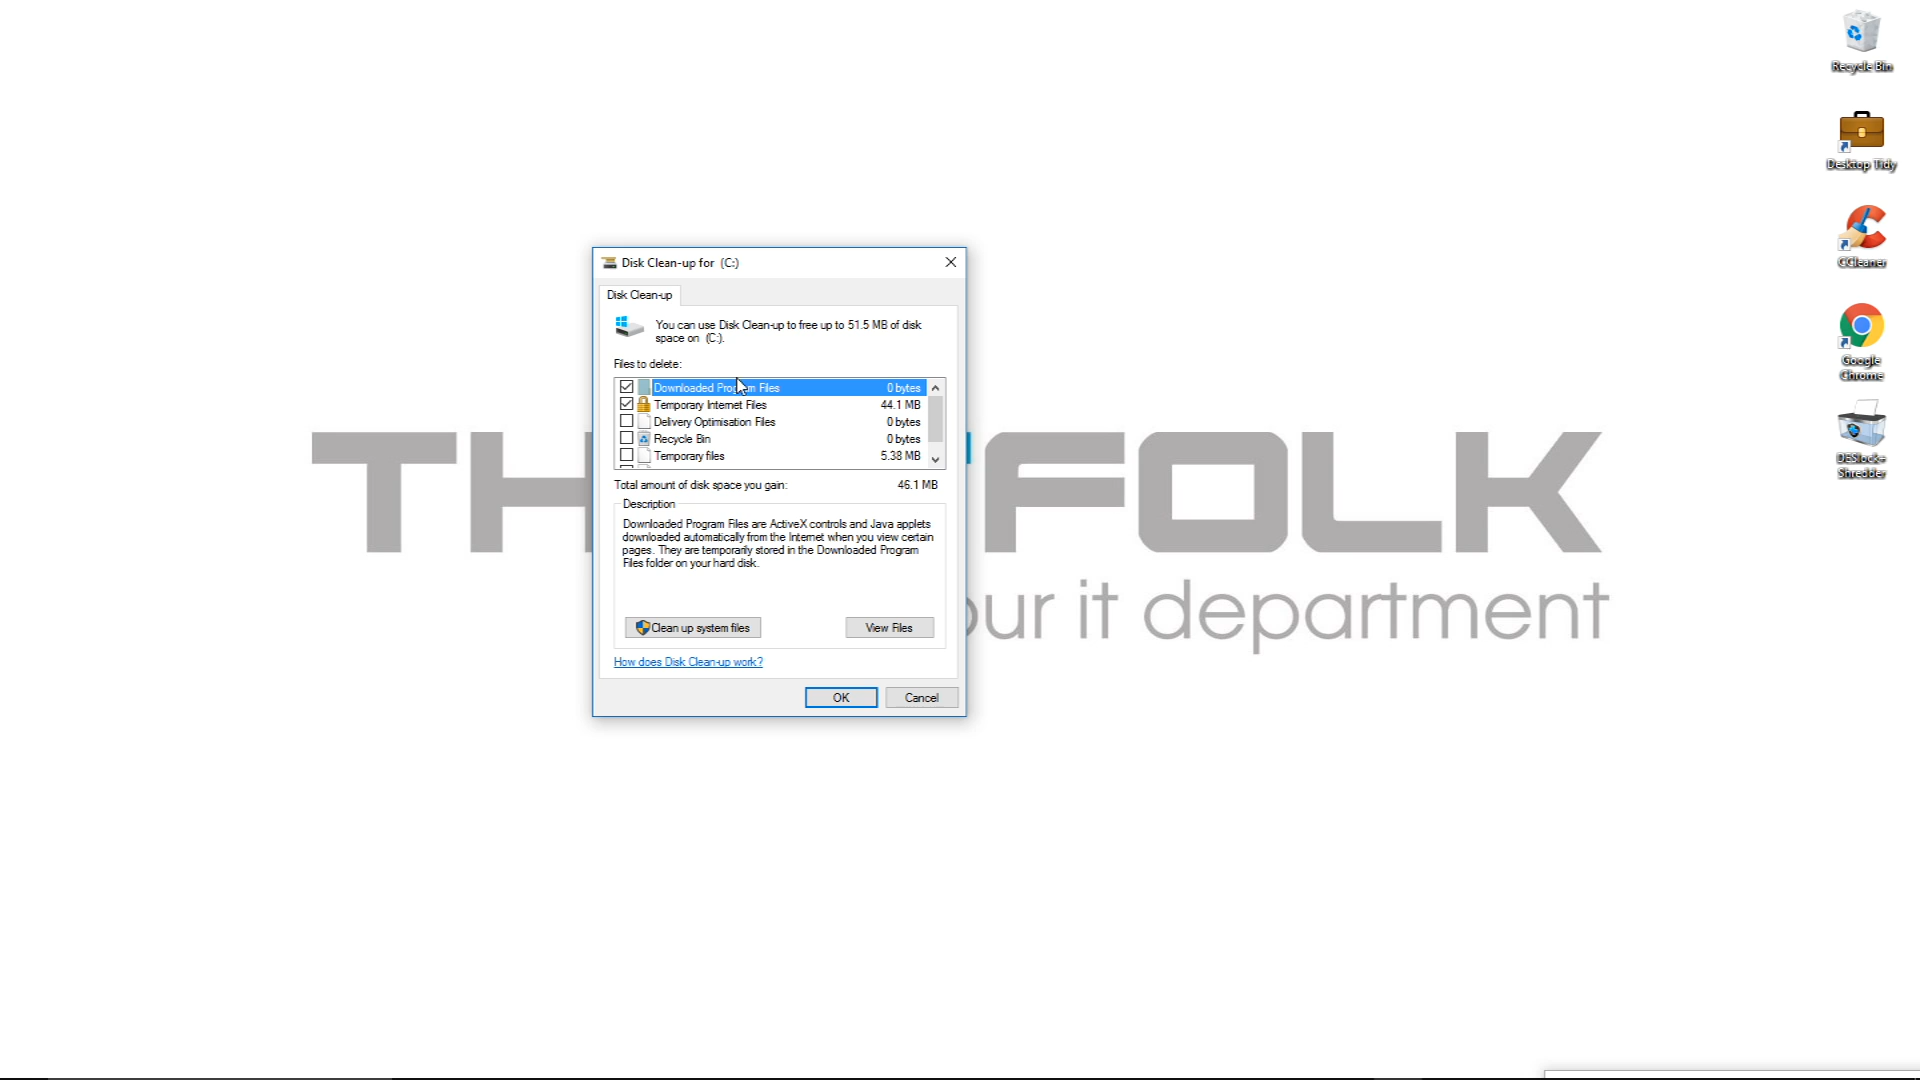 Recycle Bin
Desktop Tidy
CCleaner
Google
Chrome
DESlock+
Shredder
Disk Clean-up for (C:)
Disk Clean-up
You can use Disk Clean-up to free up to 51.5 MB of disk
space on (C:).
Files to delete:
Downloaded Program Files 0 bytes
Temporary Internet Files 44.1 MB
Delivery Optimisation Files 0 bytes
Recycle Bin 0 bytes
Temporary files 5.38 MB
Total amount of disk space you gain: 46.1 MB
Description
Downloaded Program Files are ActiveX controls and Java applets
downloaded automatically from the Internet when you view certain
pages. They are temporarily stored in the Downloaded Program
Files folder on your hard disk.
Clean up system files View Files
How does Disk Clean-up work?
OK Cancel
TH FOLK
our it department